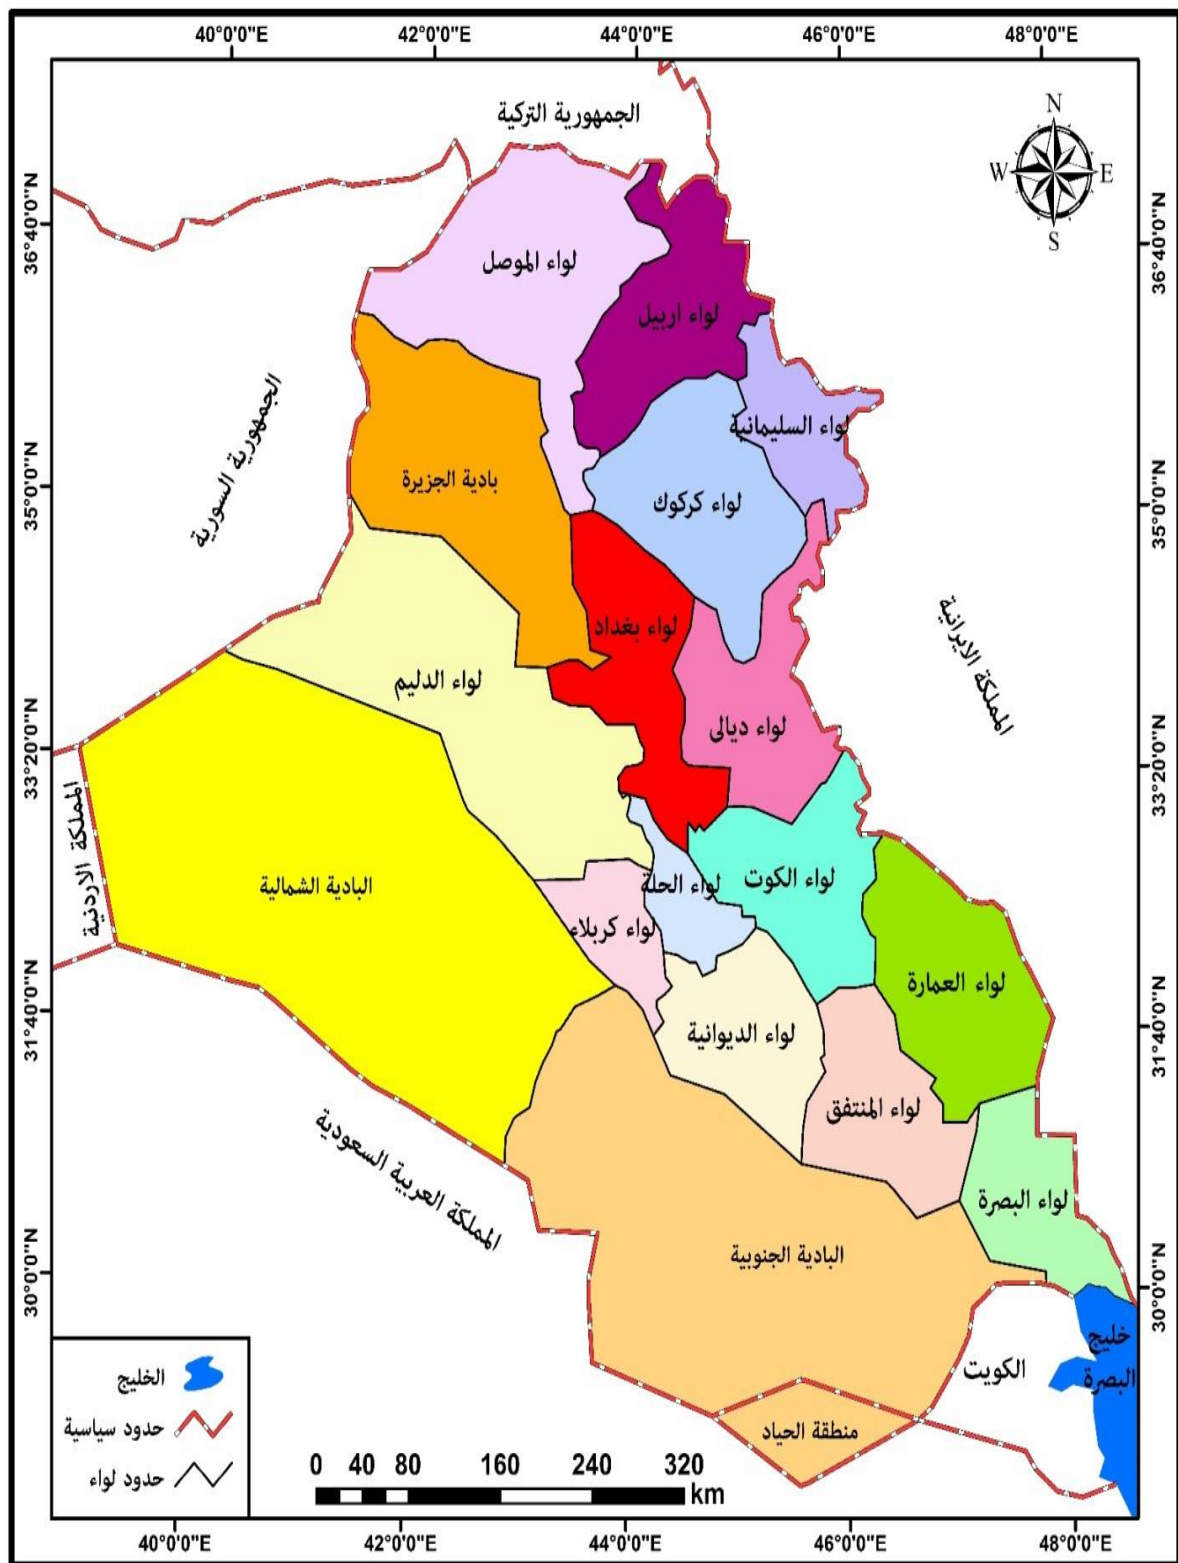 40°0'0"E 42°0'0"E 44°0'0"E 46°0'0"E 48°0'0"E
الجمهورية التركية
N
W E
S
36°40'0"N
36°40'0"N
لواء الموصل
لواء اربيل
الجمهورية السورية
لواء السليمانية
بادية الجزيرة
لواء كركوك
35°0'0"N
35°0'0"N
لواء بغداد
المملكة الايرانية
لواء الدليم
لواء ديالى
33°20'0"N
33°20'0"N
المملكة الاردنية
البادية الشمالية
لواء الحلة
لواء الكوت
لواء كربلاء
لواء العمارة
31°40'0"N
31°40'0"N
لواء الديوانية
لواء المنتفق
المملكة العربية السعودية
لواء البصرة
البادية الجنوبية
30°0'0"N
30°0'0"N
خليج
البصرة
الكويت
منطقة الحياد
الخليج
حدود سياسية
حدود لواء
0 40 80 160 240 320
km
40°0'0"E 42°0'0"E 44°0'0"E 46°0'0"E 48°0'0"E